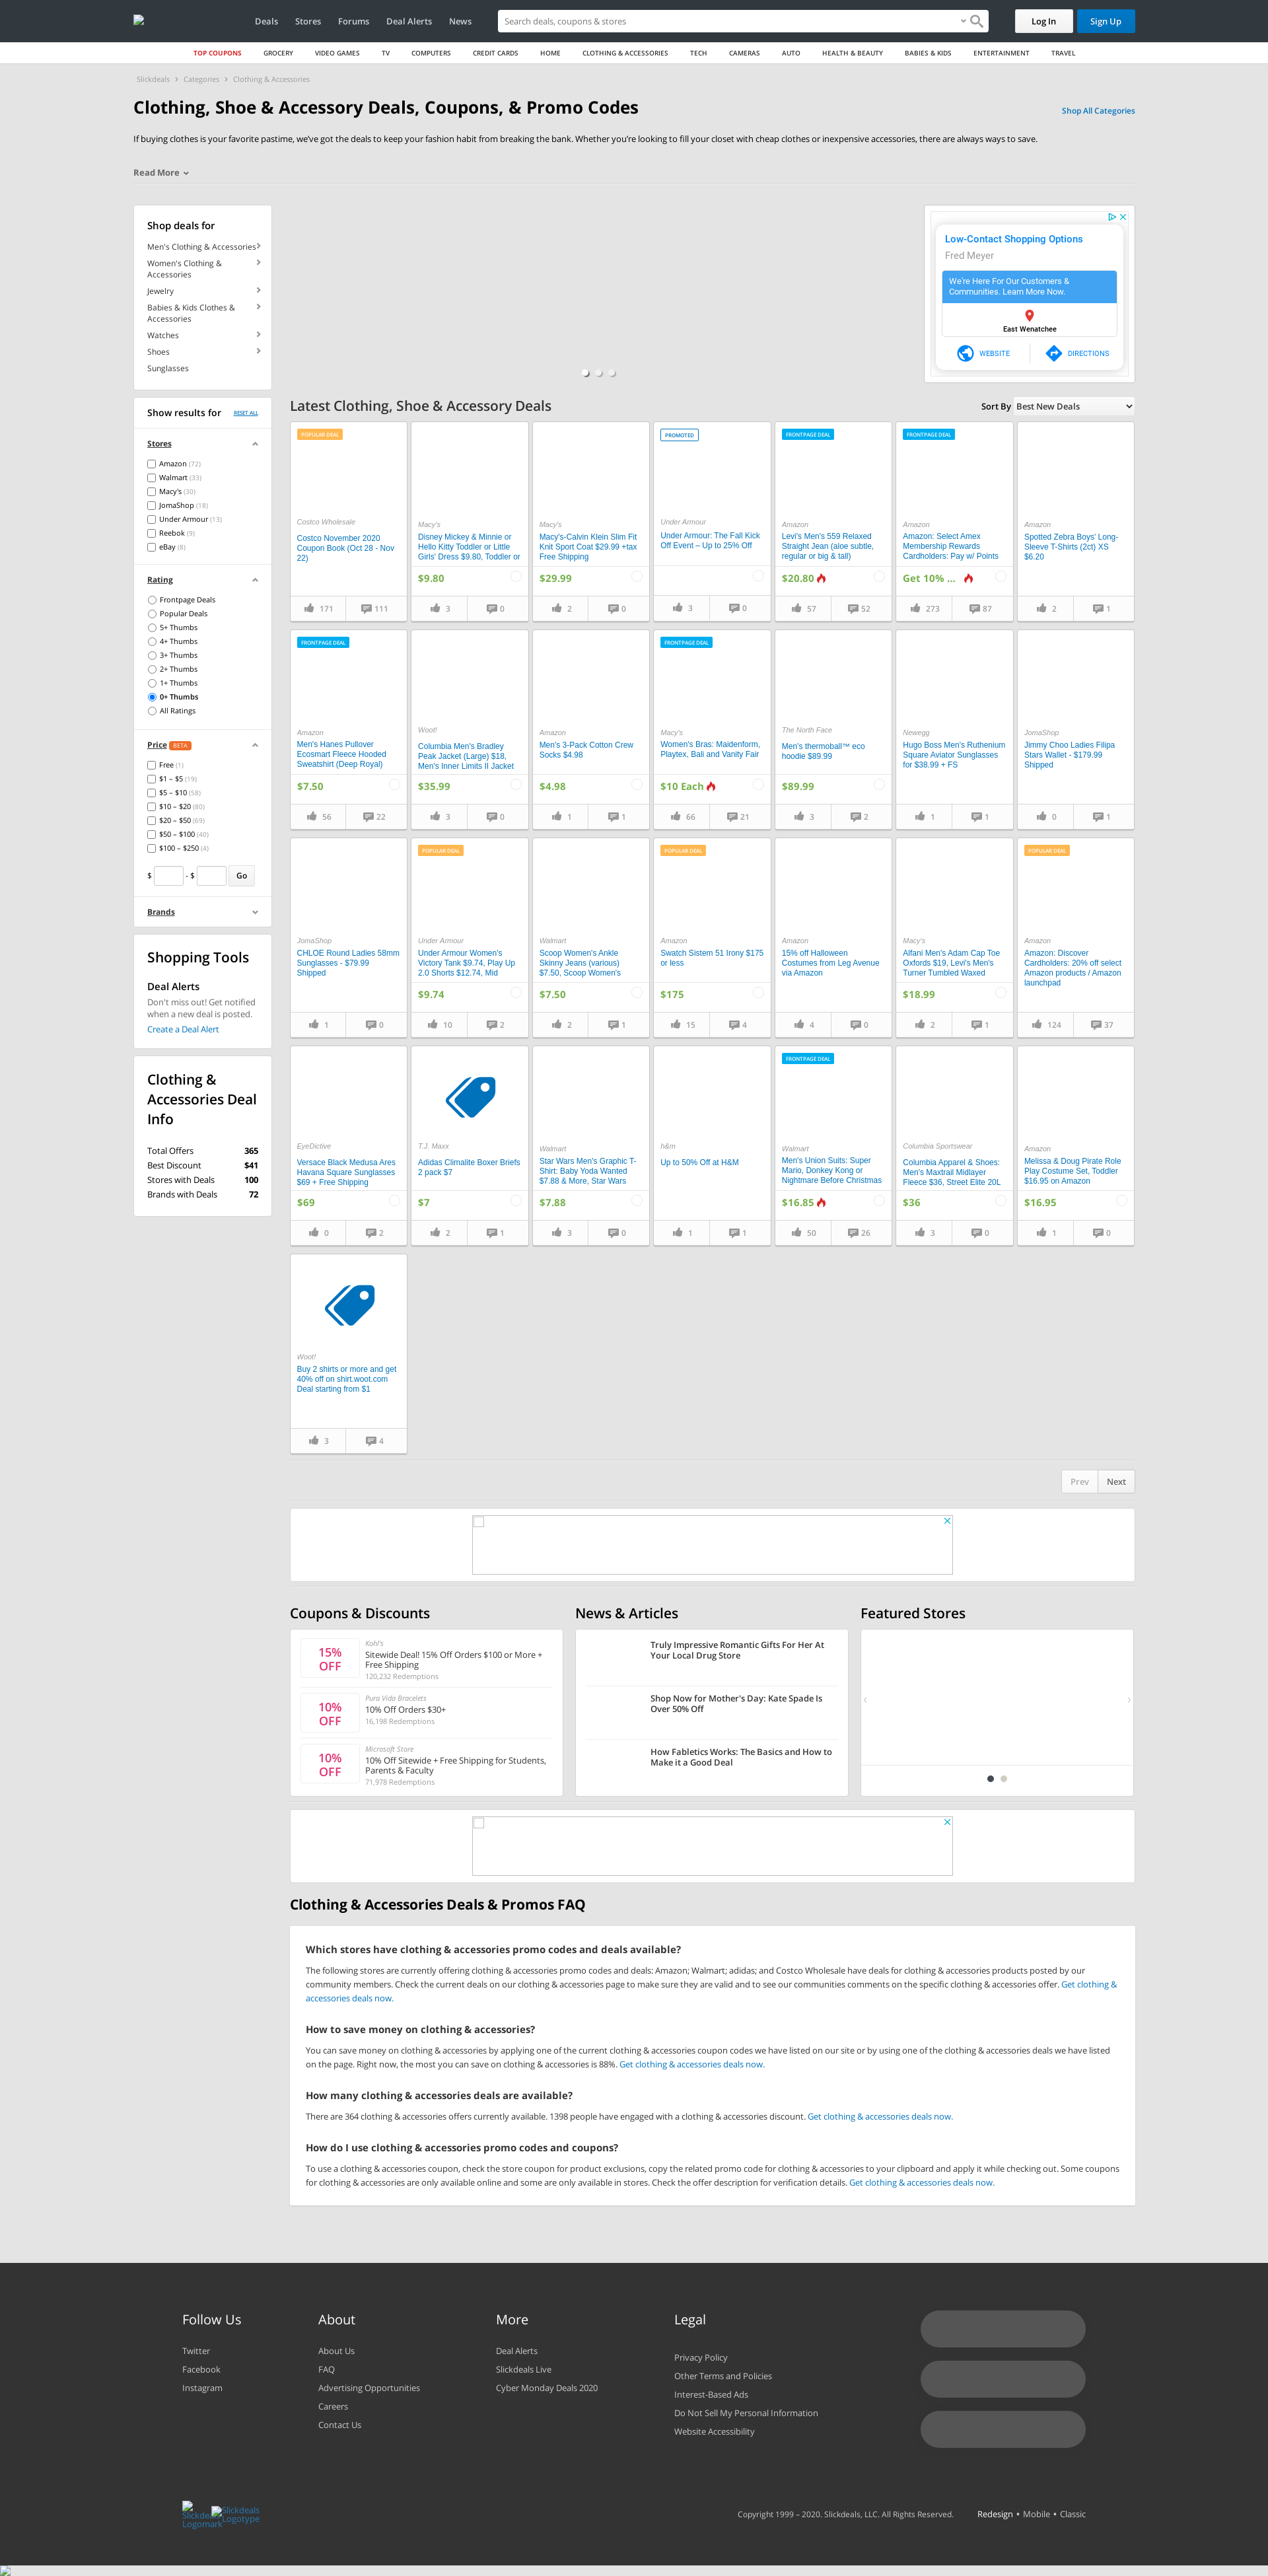 Deals Stores Forums Deal Alerts News
Search deals, coupons & stores
Log In
Sign Up
TOP COUPONS GROCERY VIDEO GAMES TV COMPUTERS CREDIT CARDS HOME CLOTHING & ACCESSORIES TECH CAMERAS AUTO HEALTH & BEAUTY BABIES & KIDS ENTERTAINMENT TRAVEL
Slickdeals › Categories › Clothing & Accessories
Clothing, Shoe & Accessory Deals, Coupons, & Promo Codes
Shop All Categories
If buying clothes is your favorite pastime, we've got the deals to keep your fashion habit from breaking the bank. Whether you're looking to fill your closet with cheap clothes or inexpensive accessories, there are always ways to save.
Read More
Shop deals for
Men's Clothing & Accessories
Women's Clothing &
Accessories
Jewelry
Babies & Kids Clothes &
Accessories
Watches
Shoes
Sunglasses
Low-Contact Shopping Options
Fred Meyer
We're Here For Our Customers &
Communities. Learn More Now.
East Wenatchee
WEBSITE
DIRECTIONS
Show results for
RESET ALL
Stores
Amazon (72)
Walmart (33)
Macy's (30)
JomaShop (18)
Under Armour (13)
Reebok (9)
eBay (8)
Rating
Frontpage Deals
Popular Deals
5+ Thumbs
4+ Thumbs
3+ Thumbs
2+ Thumbs
1+ Thumbs
0+ Thumbs
All Ratings
Price BETA
Free (1)
$1 – $5 (19)
$5 – $10 (58)
$10 – $20 (80)
$20 – $50 (69)
$50 – $100 (40)
$100 – $250 (4)
$ - $ Go
Brands
Shopping Tools
Deal Alerts
Don't miss out! Get notified
when a new deal is posted.
Create a Deal Alert
Clothing &
Accessories Deal
Info
Total Offers 365
Best Discount $41
Stores with Deals 100
Brands with Deals 72
Latest Clothing, Shoe & Accessory Deals
Sort By Best New Deals
POPULAR DEAL
Costco Wholesale
Costco November 2020
Coupon Book (Oct 28 - Nov
22)
171 111
Macy's
Disney Mickey & Minnie or
Hello Kitty Toddler or Little
Girls' Dress $9.80, Toddler or
$9.80
3 0
Macy's
Macy's-Calvin Klein Slim Fit
Knit Sport Coat $29.99 +tax
Free Shipping
$29.99
2 0
PROMOTED
Under Armour
Under Armour: The Fall Kick
Off Event – Up to 25% Off
3 0
FRONTPAGE DEAL
Amazon
Levi's Men's 559 Relaxed
Straight Jean (aloe subtle,
regular or big & tall)
$20.80
57 52
FRONTPAGE DEAL
Amazon
Amazon: Select Amex
Membership Rewards
Cardholders: Pay w/ Points
Get 10% ...
273 87
Amazon
Spotted Zebra Boys' Long-
Sleeve T-Shirts (2ct) XS
$6.20
2 1
FRONTPAGE DEAL
Amazon
Men's Hanes Pullover
Ecosmart Fleece Hooded
Sweatshirt (Deep Royal)
$7.50
56 22
Woot!
Columbia Men's Bradley
Peak Jacket (Large) $18,
Men's Inner Limits II Jacket
$35.99
3 0
Amazon
Men's 3-Pack Cotton Crew
Socks $4.98
$4.98
1 1
FRONTPAGE DEAL
Macy's
Women's Bras: Maidenform,
Playtex, Bali and Vanity Fair
$10 Each
66 21
The North Face
Men's thermoball™ eco
hoodie $89.99
$89.99
3 2
Newegg
Hugo Boss Men's Ruthenium
Square Aviator Sunglasses
for $38.99 + FS
1 1
JomaShop
Jimmy Choo Ladies Filipa
Stars Wallet - $179.99
Shipped
0 1
JomaShop
CHLOE Round Ladies 58mm
Sunglasses - $79.99
Shipped
1 0
POPULAR DEAL
Under Armour
Under Armour Women's
Victory Tank $9.74, Play Up
2.0 Shorts $12.74, Mid
$9.74
10 2
Walmart
Scoop Women's Ankle
Skinny Jeans (various)
$7.50, Scoop Women's
$7.50
2 1
POPULAR DEAL
Amazon
Swatch Sistem 51 Irony $175
or less
$175
15 4
Amazon
15% off Halloween
Costumes from Leg Avenue
via Amazon
4 0
Macy's
Alfani Men's Adam Cap Toe
Oxfords $19, Levi's Men's
Turner Tumbled Waxed
$18.99
2 1
POPULAR DEAL
Amazon
Amazon: Discover
Cardholders: 20% off select
Amazon products / Amazon
launchpad
124 37
EyeDictive
Versace Black Medusa Ares
Havana Square Sunglasses
$69 + Free Shipping
$69
0 2
T.J. Maxx
Adidas Climalite Boxer Briefs
2 pack $7
$7
2 1
Walmart
Star Wars Men's Graphic T-
Shirt: Baby Yoda Wanted
$7.88 & More, Star Wars
$7.88
3 0
h&m
Up to 50% Off at H&M
1 1
FRONTPAGE DEAL
Walmart
Men's Union Suits: Super
Mario, Donkey Kong or
Nightmare Before Christmas
$16.85
50 26
Columbia Sportswear
Columbia Apparel & Shoes:
Men's Maxtrail Midlayer
Fleece $36, Street Elite 20L
$36
3 0
Amazon
Melissa & Doug Pirate Role
Play Costume Set, Toddler
$16.95 on Amazon
$16.95
1 0
Woot!
Buy 2 shirts or more and get
40% off on shirt.woot.com
Deal starting from $1
3 4
Prev Next
Coupons & Discounts
15%
OFF
Kohl's
Sitewide Deal! 15% Off Orders $100 or More +
Free Shipping
120,232 Redemptions
10%
OFF
Pura Vida Bracelets
10% Off Orders $30+
16,198 Redemptions
10%
OFF
Microsoft Store
10% Off Sitewide + Free Shipping for Students,
Parents & Faculty
71,978 Redemptions
News & Articles
Truly Impressive Romantic Gifts For Her At
Your Local Drug Store
Shop Now for Mother's Day: Kate Spade Is
Over 50% Off
How Fabletics Works: The Basics and How to
Make it a Good Deal
Featured Stores
Clothing & Accessories Deals & Promos FAQ
Which stores have clothing & accessories promo codes and deals available?
The following stores are currently offering clothing & accessories promo codes and deals: Amazon; Walmart; adidas; and Costco Wholesale have deals for clothing & accessories products posted by our
community members. Check the current deals on our clothing & accessories page to make sure they are valid and to see our communities comments on the specific clothing & accessories offer. Get clothing &
accessories deals now.
How to save money on clothing & accessories?
You can save money on clothing & accessories by applying one of the current clothing & accessories coupon codes we have listed on our site or by using one of the clothing & accessories deals we have listed
on the page. Right now, the most you can save on clothing & accessories is 88%. Get clothing & accessories deals now.
How many clothing & accessories deals are available?
There are 364 clothing & accessories offers currently available. 1398 people have engaged with a clothing & accessories discount. Get clothing & accessories deals now.
How do I use clothing & accessories promo codes and coupons?
To use a clothing & accessories coupon, check the store coupon for product exclusions, copy the related promo code for clothing & accessories to your clipboard and apply it while checking out. Some coupons
for clothing & accessories are only available online and some are only available in stores. Check the offer description for verification details. Get clothing & accessories deals now.
Follow Us
Twitter
Facebook
Instagram
About
About Us
FAQ
Advertising Opportunities
Careers
Contact Us
More
Deal Alerts
Slickdeals Live
Cyber Monday Deals 2020
Legal
Privacy Policy
Other Terms and Policies
Interest-Based Ads
Do Not Sell My Personal Information
Website Accessibility
Slickdeals
Logomark
Slickdeals
Logotype
Copyright 1999 – 2020. Slickdeals, LLC. All Rights Reserved.
Redesign • Mobile • Classic